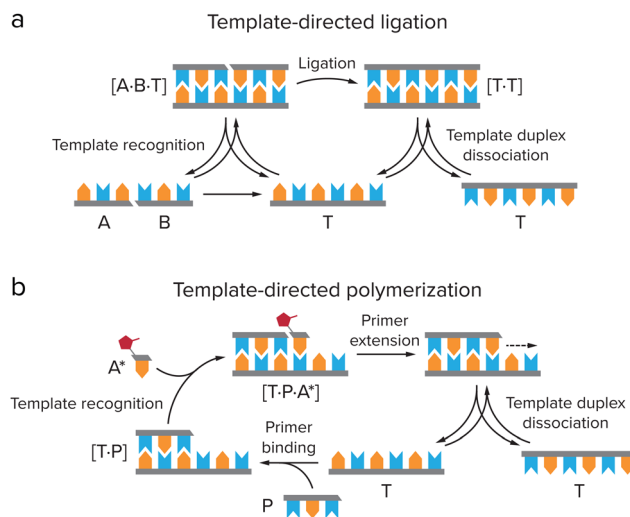 a
Template-directed ligation
Ligation
[A·B·T]
[T·T]
Template recognition
Template duplex
dissociation
A
B
T
T
b
Template-directed polymerization
A*
Primer
extension
[T·P·A*]
Template recognition
Template duplex
dissociation
[T·P]
Primer
binding
T
T
P